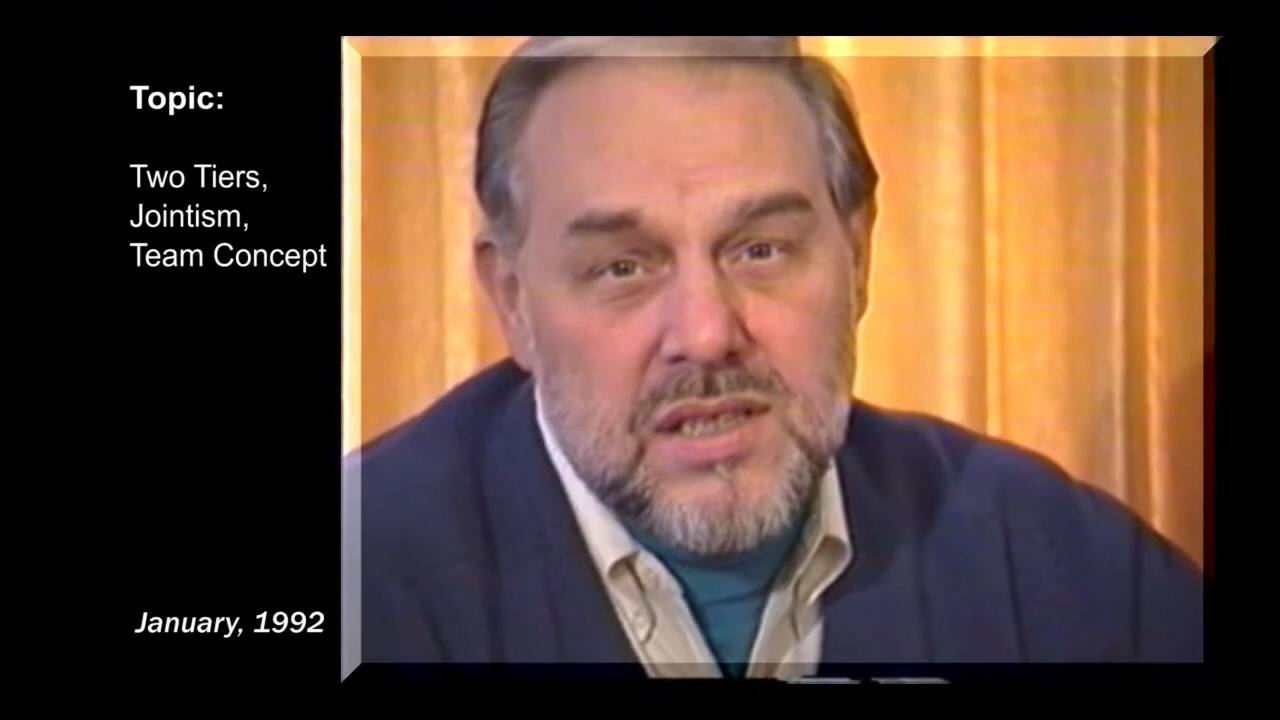 Topic:
Two Tiers,
Jointism,
Team Concept
January, 1992